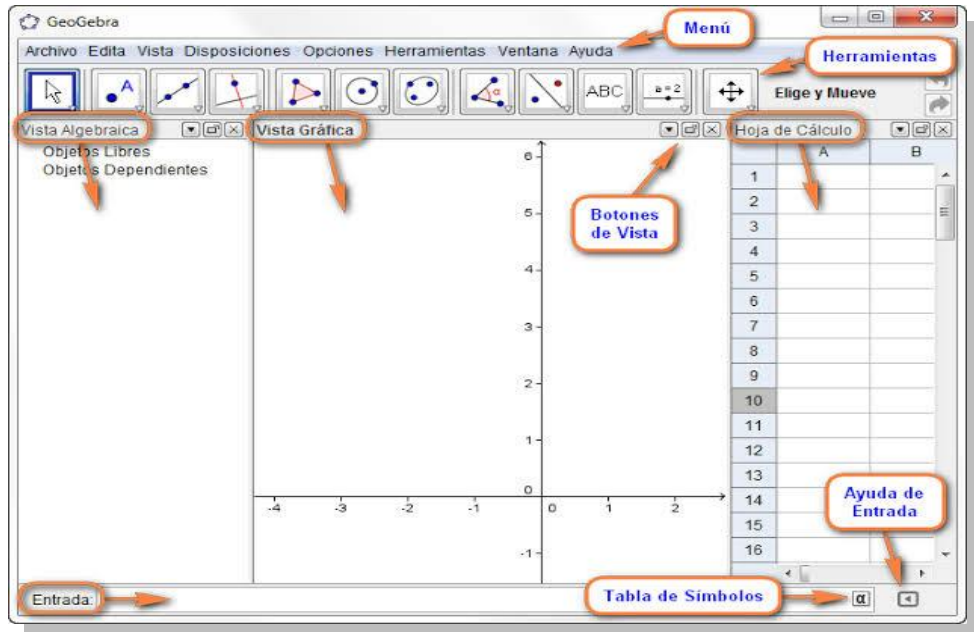 GeoGebra
Menú
Archivo Edita Vista Disposiciones Opciones Herramientas Ventana Ayuda
Herramientas
A
α
ABC
a=2
Elige y Mueve
Vista Algebraica
Vista Gráfica
Hoja de Cálculo
Objetos Libres
Objetos Dependientes
Botones
de Vista
A B
1
2
3
4
5
6
7
8
9
10
11
12
13
14
15
16
6
5
4
3
2
1
0
-1
-4 -3 -2 -1 0 1 2
Ayuda de
Entrada
Entrada:
Tabla de Símbolos
α